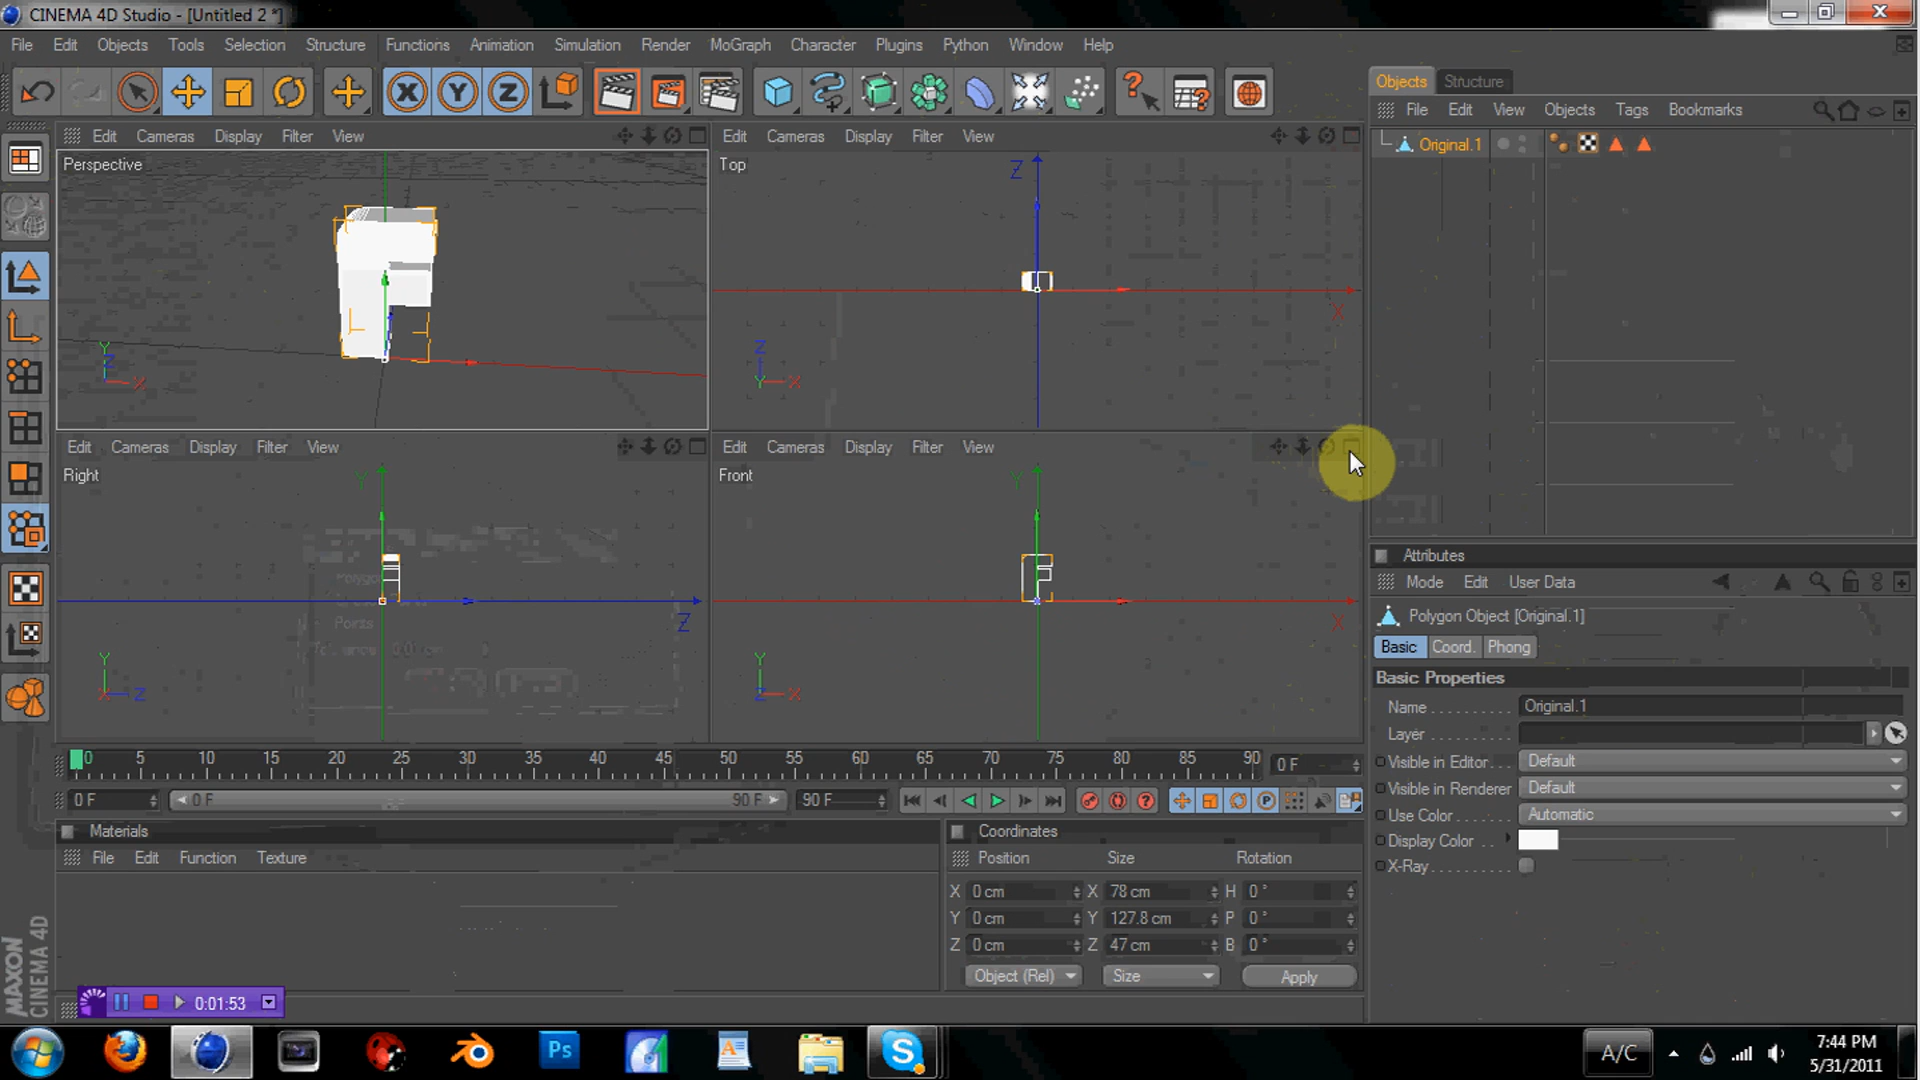 CINEMA 4D Studio - [Untitled 2 *]
File Edit Objects Tools Selection Structure Functions Animation Simulation Render MoGraph Character Plugins Python Window Help
X Y Z
Objects Structure
File Edit View Objects Tags Bookmarks
Original.1
Edit Cameras Display Filter View
Perspective
Y
Z
X
Edit Cameras Display Filter View
Top
Z
X
Z
Y X
Edit Cameras Display Filter View
Right
Y
Z
Y
X Z
Points
Edit Cameras Display Filter View
Front
Y
X
Y
Z X
Attributes
Mode Edit User Data
Polygon Object [Original.1]
Basic Coord. Phong
Basic Properties
Name Original.1
Layer
Visible in Editor Default
Visible in Renderer Default
Use Color Automatic
Display Color
X-Ray
0 5 10 15 20 25 30 35 40 45 50 55 60 65 70 75 80 85 90 0 F
0 F 0 F 90 F 90 F
Materials
File Edit Function Texture
Coordinates
Position Size Rotation
X 0 cm X 78 cm H 0 °
Y 0 cm Y 127.8 cm P 0 °
Z 0 cm Z 47 cm B 0 °
Object (Rel) Size Apply
MAXON
CINEMA 4D
0:01:53
Ps
A/C
7:44 PM
5/31/2011